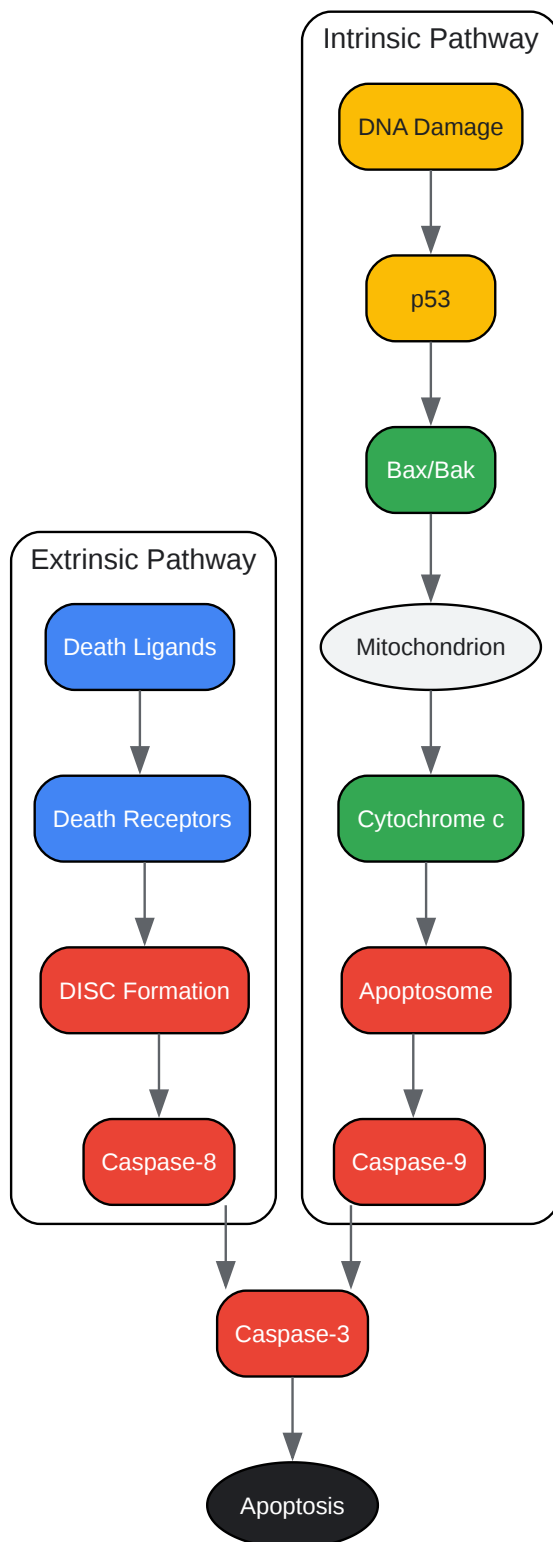 Intrinsic Pathway
DNA Damage
p53
Bax/Bak
Mitochondrion
Cytochrome c
Apoptosome
Caspase-9
Extrinsic Pathway
Death Ligands
Death Receptors
DISC Formation
Caspase-8
Caspase-3
Apoptosis